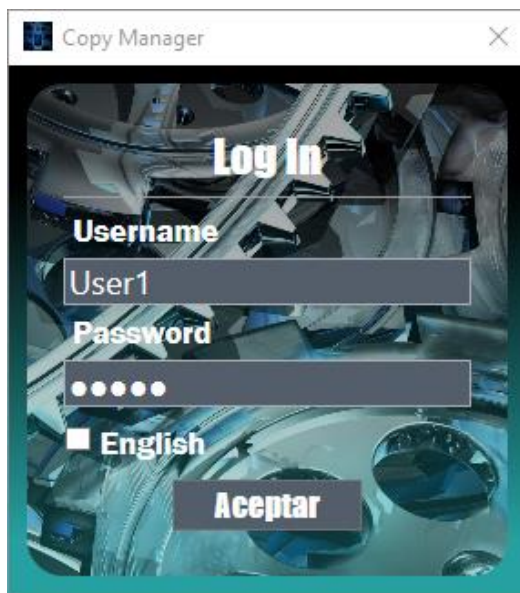 Copy Manager
Log In
Username
User1
Password
●●●●●
English
Aceptar